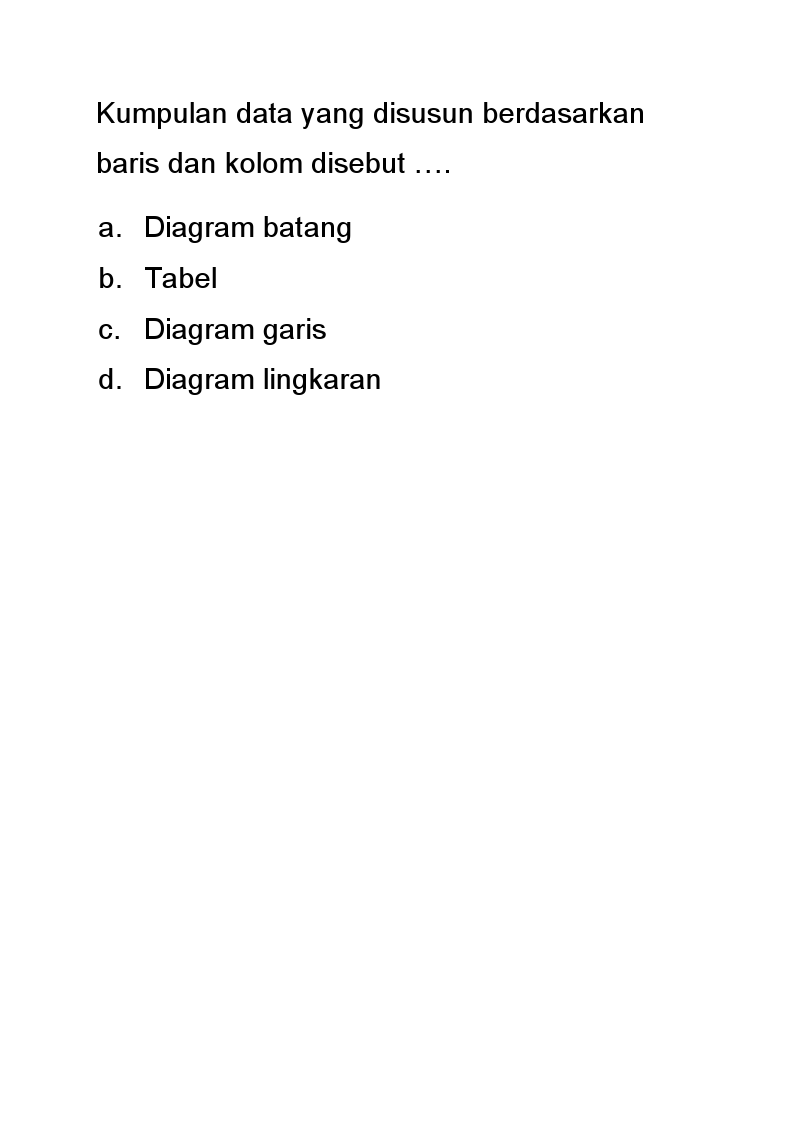 Kumpulan data yang disusun berdasarkan
baris dan kolom disebut ….
a. Diagram batang
b. Tabel
c. Diagram garis
d. Diagram lingkaran